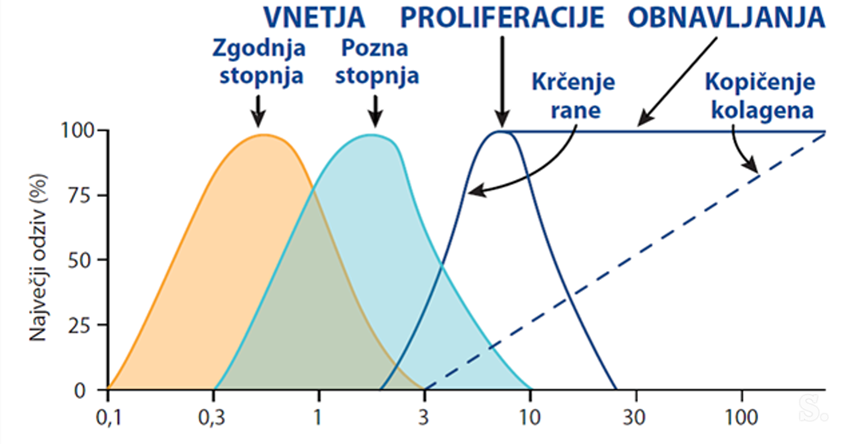 VNETJA PROLIFERACIJE OBNAVLJANJA
Zgodnja
stopnja
Pozna
stopnja
Krčenje
rane
Kopičenje
kolagena
Največji odziv (%)
100
75
50
25
0
0,1 0,3 1 3 10 30 100
S.